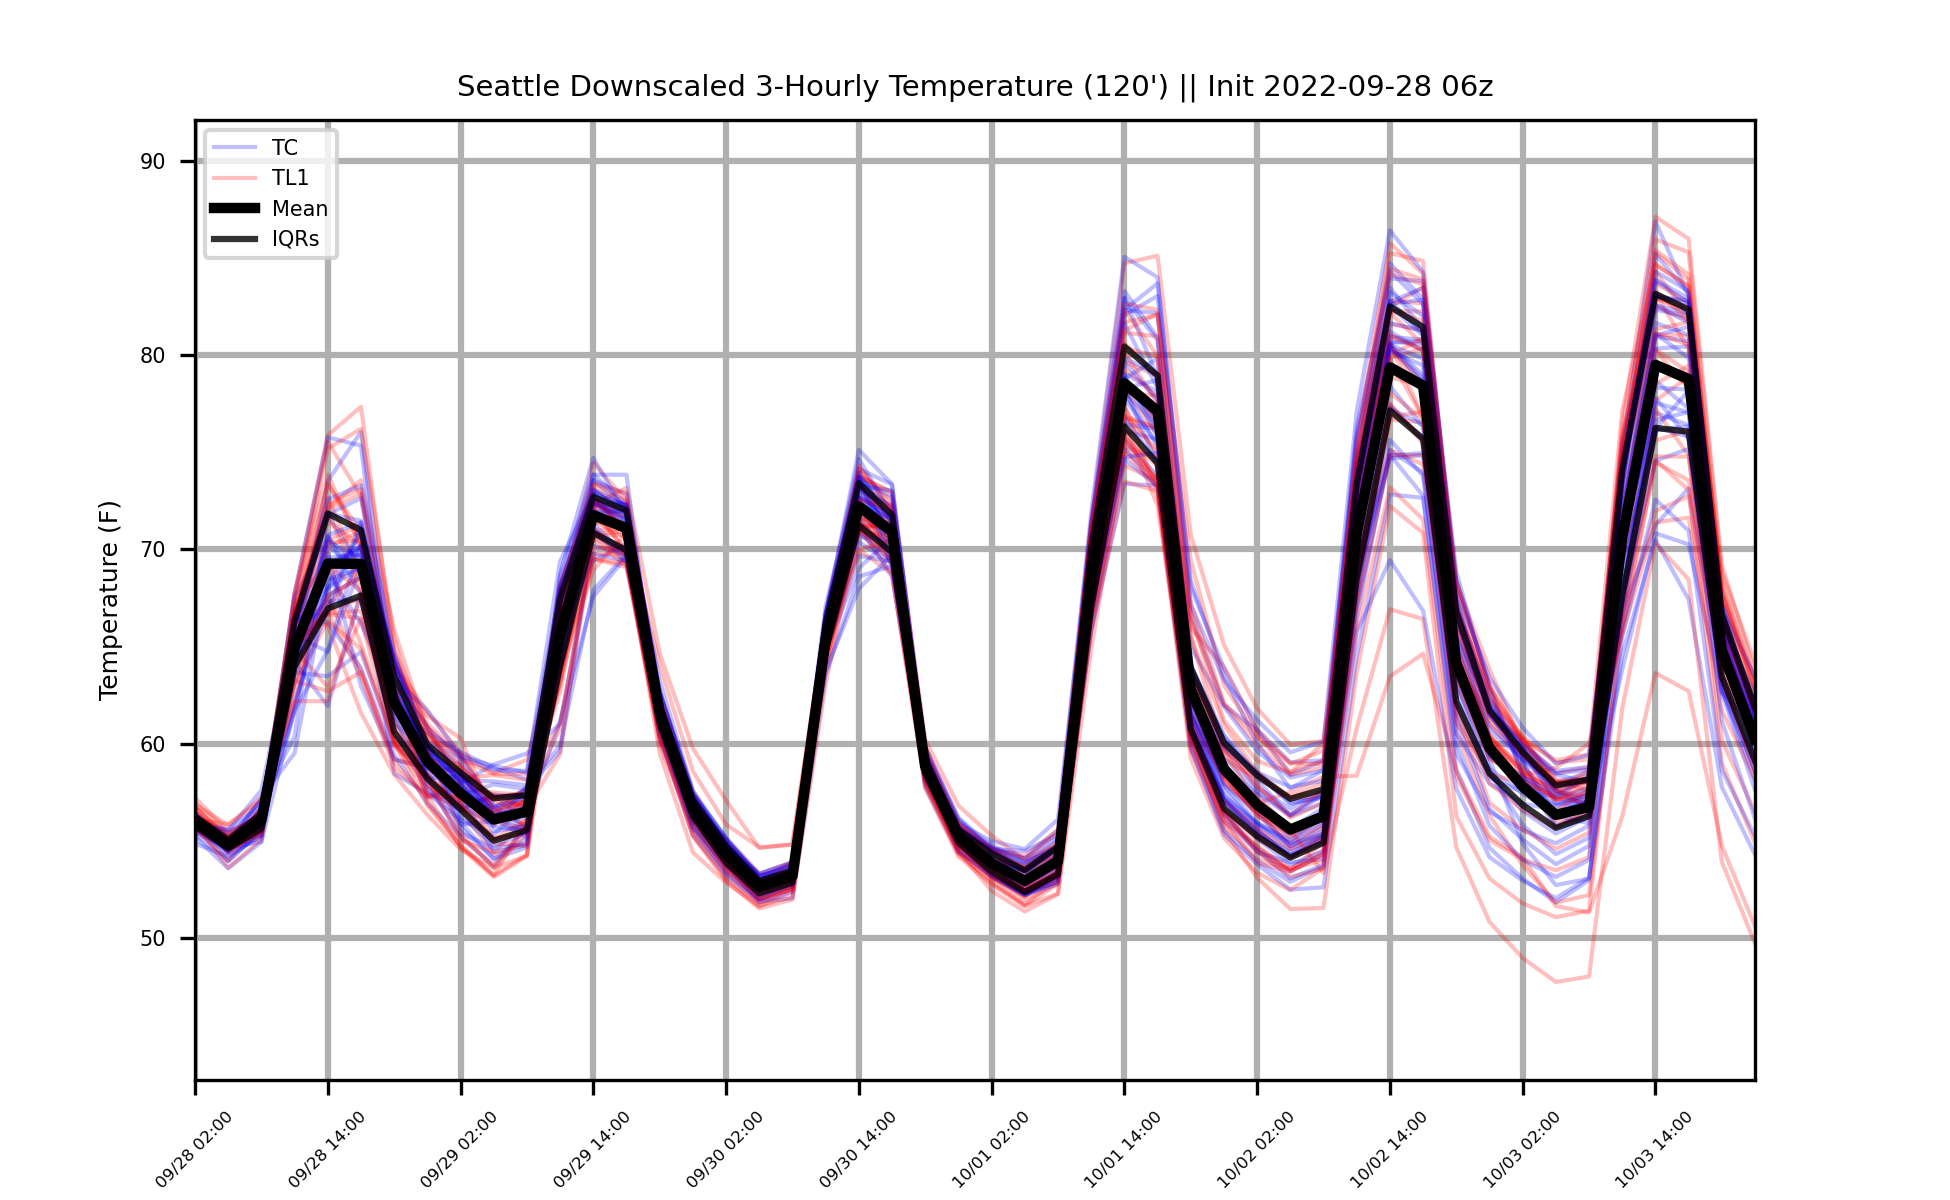 Seattle Downscaled 3-Hourly Temperature (120') || Init 2022-09-28 06z
TC
TL1
Mean
IQRs
90
80
70
60
50
Temperature (F)
09/28 02:00
09/28 14:00
09/29 02:00
09/29 14:00
09/30 02:00
09/30 14:00
10/01 02:00
10/01 14:00
10/02 02:00
10/02 14:00
10/03 02:00
10/03 14:00